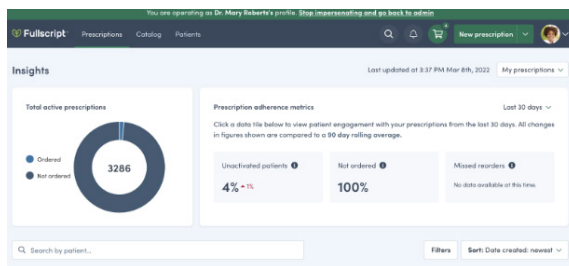 You are operating as Dr. Mary Roberts's profile. Stop impersonating and go back to admin
Fullscript Prescriptions Catalog Patients New prescription
Insights
Last updated at 3:37 PM Mar 8th, 2022 My prescriptions
Total active prescriptions
Ordered
Not ordered
3286
Prescription adherence metrics
Last 30 days
Click a data tile below to view patient engagement with your prescriptions from the last 30 days. All changes
in figures shown are compared to a 90 day rolling average.
Unactivated patients
4% 1%
Not ordered
100%
Missed reorders
No data available at this time
Search by patient...
Filters
Sort: Date created: newest